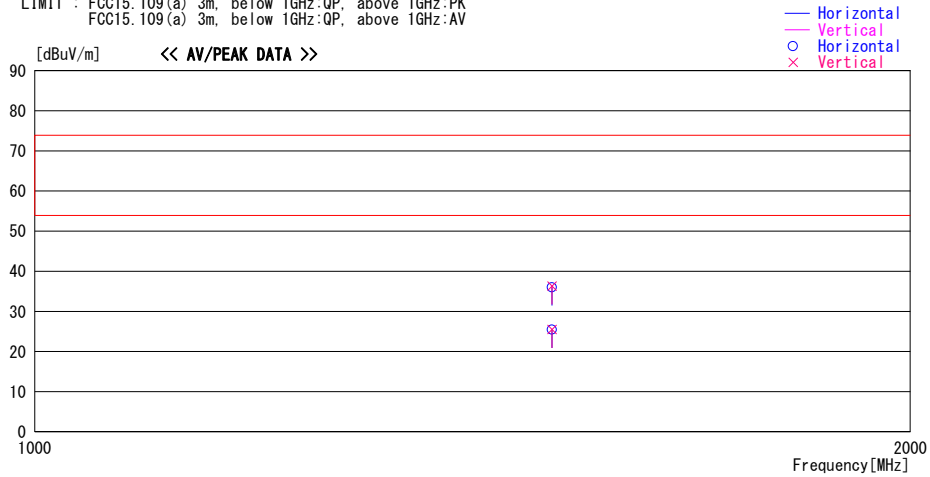 LIMIT : FCC15.109(a) 3m, below 1GHz:QP, above 1GHz:PK
FCC15.109(a) 3m, below 1GHz:QP, above 1GHz:AV
Horizontal
Vertical
Horizontal
Vertical
[dBuV/m]
<< AV/PEAK DATA >>
90
80
70
60
50
40
30
20
10
0
1000
2000
Frequency[MHz]